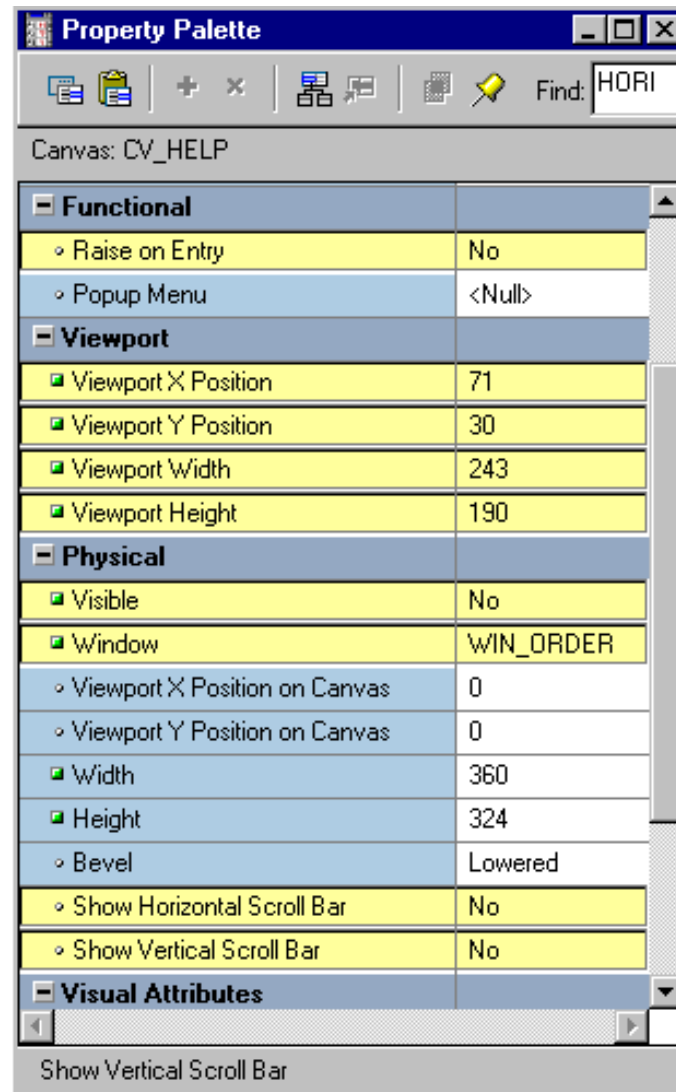 Property Palette
Find: HORI
Canvas: CV_HELP
Functional
Raise on Entry No
Popup Menu <Null>
Viewport
Viewport X Position 71
Viewport Y Position 30
Viewport Width 243
Viewport Height 190
Physical
Visible No
Window WIN_ORDER
Viewport X Position on Canvas 0
Viewport Y Position on Canvas 0
Width 360
Height 324
Bevel Lowered
Show Horizontal Scroll Bar No
Show Vertical Scroll Bar No
Visual Attributes
Show Vertical Scroll Bar